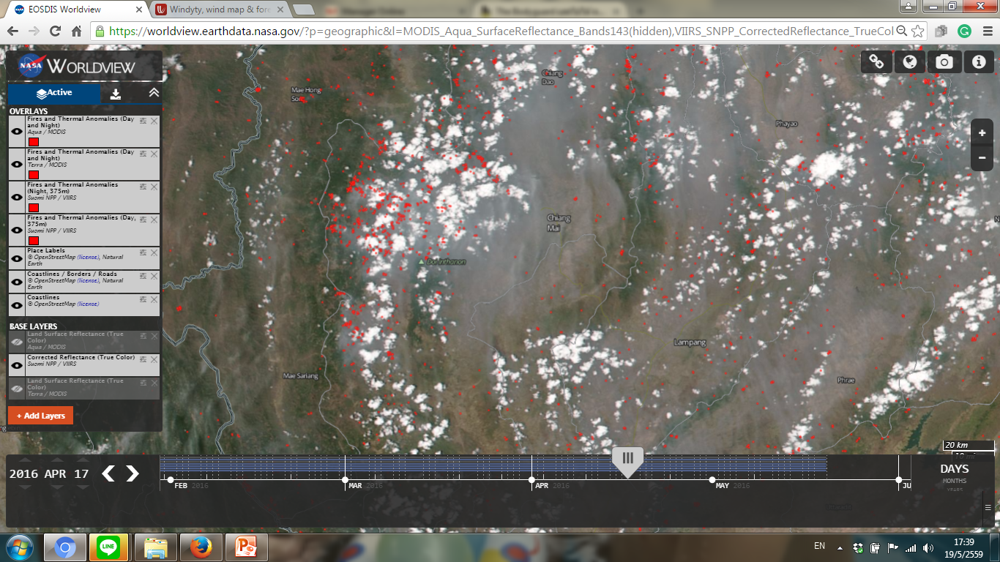 EOSDIS Worldview
Windyty, wind map & fore
https://worldview.earthdata.nasa.gov/?p=geographic&l=MODIS_Aqua_SurfaceReflectance_Bands143(hidden),VIIRS_SNPP_CorrectedReflectance_TrueCol
NASA WORLDVIEW
Active
OVERLAYS
Fires and Thermal Anomalies (Day
and Night)
Aqua / MODIS
Fires and Thermal Anomalies (Day
and Night)
Terra / MODIS
Fires and Thermal Anomalies
(Night, 375m)
Suomi NPP / VIIRS
Fires and Thermal Anomalies (Day,
375m)
Suomi NPP / VIIRS
Place Labels
© OpenStreetMap (license), Natural
Earth
Coastlines / Borders / Roads
© OpenStreetMap (license), Natural
Earth
Coastlines
© OpenStreetMap (license)
BASE LAYERS
Land Surface Reflectance (True
Color)
Aqua / MODIS
Corrected Reflectance (True Color)
Suomi NPP / VIIRS
Land Surface Reflectance (True
Color)
Terra / MODIS
+ Add Layers
Mae Hong
Son
Chiang
Dao
Phayao
Chiang
Mai
Doi Inthanon
Lampang
Mae Sariang
Phrae
20 km
10 mi
2016 APR 17
FEB 2016
MAR 2016
APR 2016
MAY 2016
JU
DAYS
MONTHS
YEARS
LINE
EN
17:39
19/5/2559